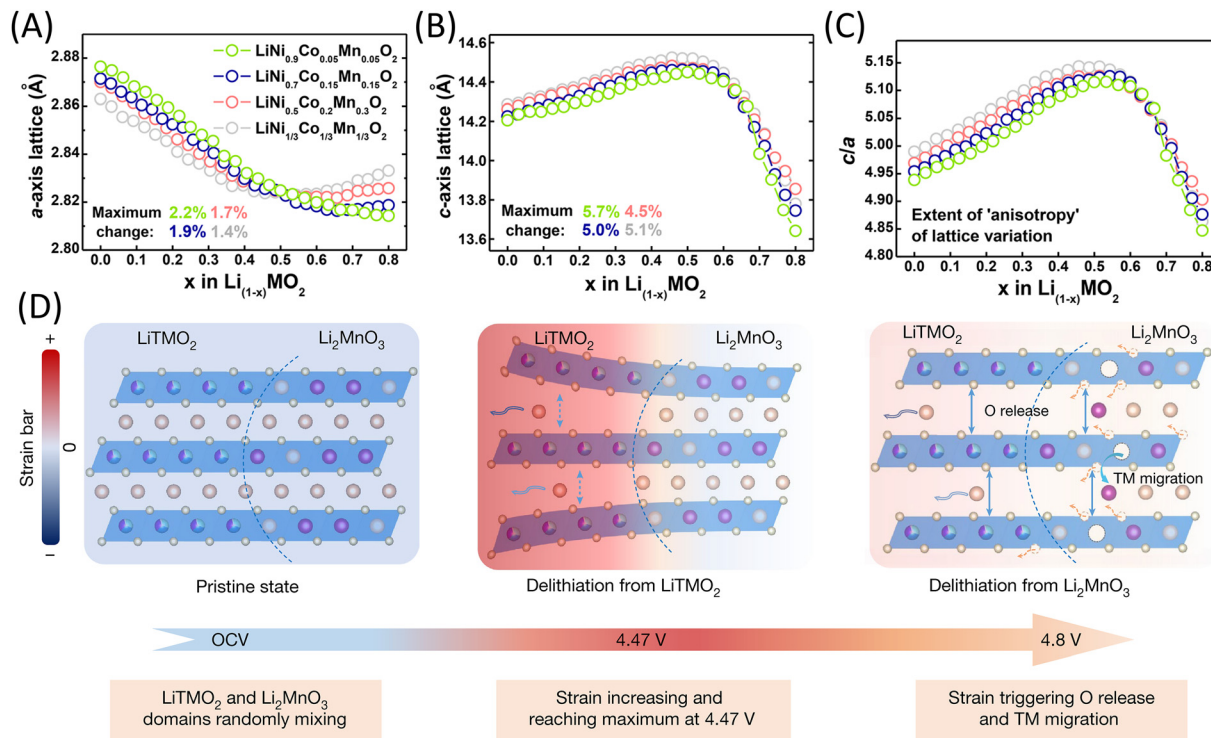 (A)
2.88
2.86
2.84
2.82
2.80
a-axis lattice (Å)
LiNi0.9Co0.05Mn0.05O2
LiNi0.7Co0.15Mn0.15O2
LiNi0.5Co0.2Mn0.3O2
LiNi1/3Co1/3Mn1/3O2
Maximum 2.2% 1.7%
change: 1.9% 1.4%
0.0 0.1 0.2 0.3 0.4 0.5 0.6 0.7 0.8
x in Li(1-x)MO2
(B)
14.6
14.4
14.2
14.0
13.8
13.6
c-axis lattice (Å)
Maximum 5.7% 4.5%
change: 5.0% 5.1%
0.0 0.1 0.2 0.3 0.4 0.5 0.6 0.7 0.8
x in Li(1-x)MO2
(C)
5.15
5.10
5.05
5.00
4.95
4.90
4.85
4.80
c/a
Extent of 'anisotropy'
of lattice variation
0.0 0.1 0.2 0.3 0.4 0.5 0.6 0.7 0.8
x in Li(1-x)MO2
(D)
+
0
−
Strain bar
LiTMO2 Li2MnO3
Pristine state
LiTMO2 Li2MnO3
Delithiation from LiTMO2
LiTMO2 Li2MnO3
O release
TM migration
Delithiation from Li2MnO3
OCV 4.47 V 4.8 V
LiTMO2 and Li2MnO3
domains randomly mixing
Strain increasing and
reaching maximum at 4.47 V
Strain triggering O release
and TM migration